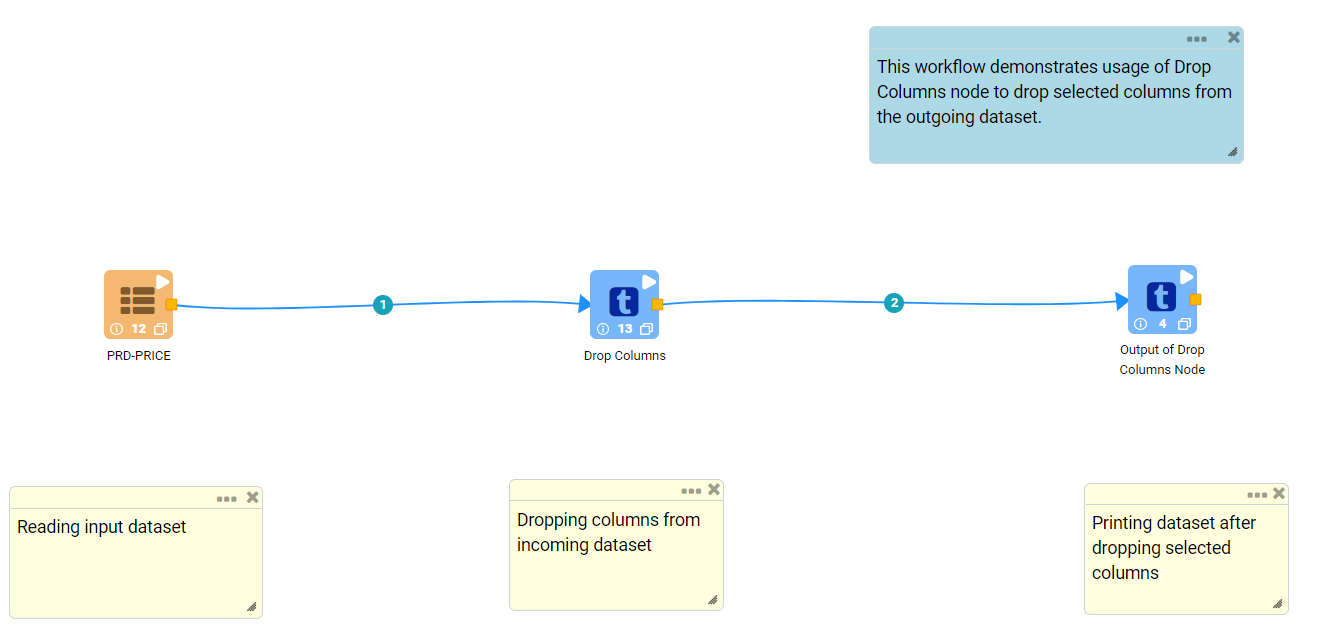 This workflow demonstrates usage of Drop
Columns node to drop selected columns from
the outgoing dataset.
1
2
12
PRD-PRICE
t
13
Drop Columns
t
4
Output of Drop
Columns Node
Reading input dataset
Dropping columns from
incoming dataset
Printing dataset after
dropping selected
columns